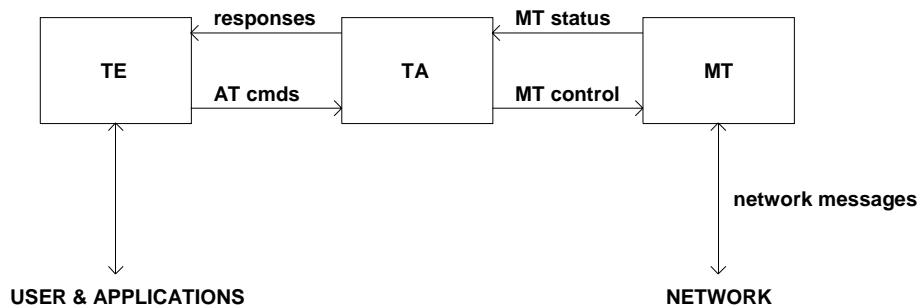 responses
MT status
TE
TA
MT
AT cmds
MT control
network messages
USER & APPLICATIONS
NETWORK